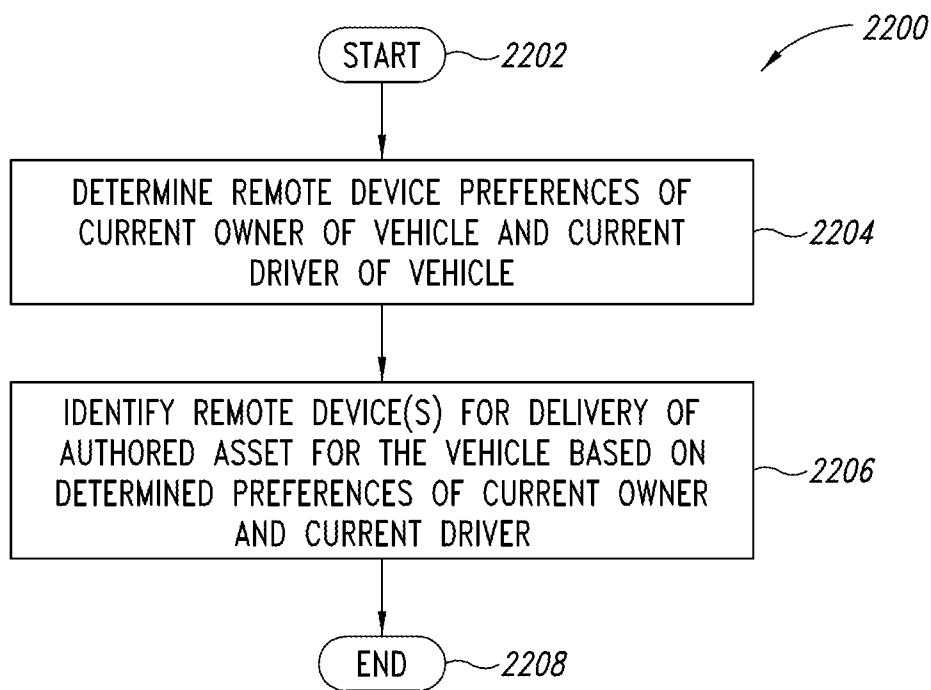 2200
START 2202
DETERMINE REMOTE DEVICE PREFERENCES OF
CURRENT OWNER OF VEHICLE AND CURRENT
DRIVER OF VEHICLE
2204
IDENTIFY REMOTE DEVICE(S) FOR DELIVERY OF
AUTHORED ASSET FOR THE VEHICLE BASED ON
DETERMINED PREFERENCES OF CURRENT OWNER
AND CURRENT DRIVER
2206
END 2208